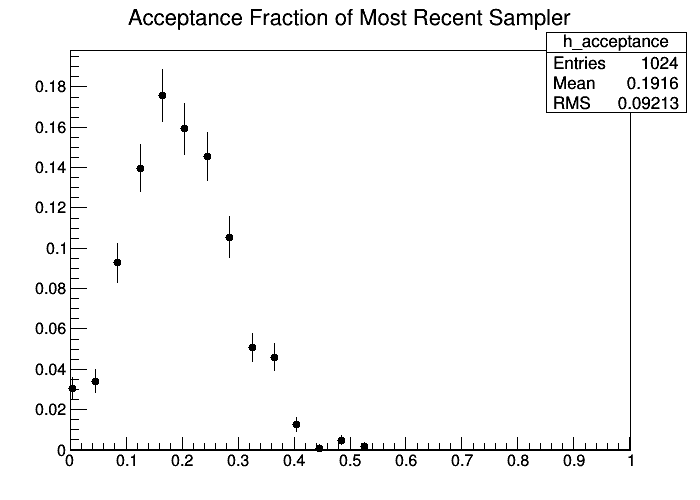 Acceptance Fraction of Most Recent Sampler
h_acceptance
Entries 1024
Mean 0.1916
RMS 0.09213
0.18
0.16
0.14
0.12
0.1
0.08
0.06
0.04
0.02
0
0 0.1 0.2 0.3 0.4 0.5 0.6 0.7 0.8 0.9 1